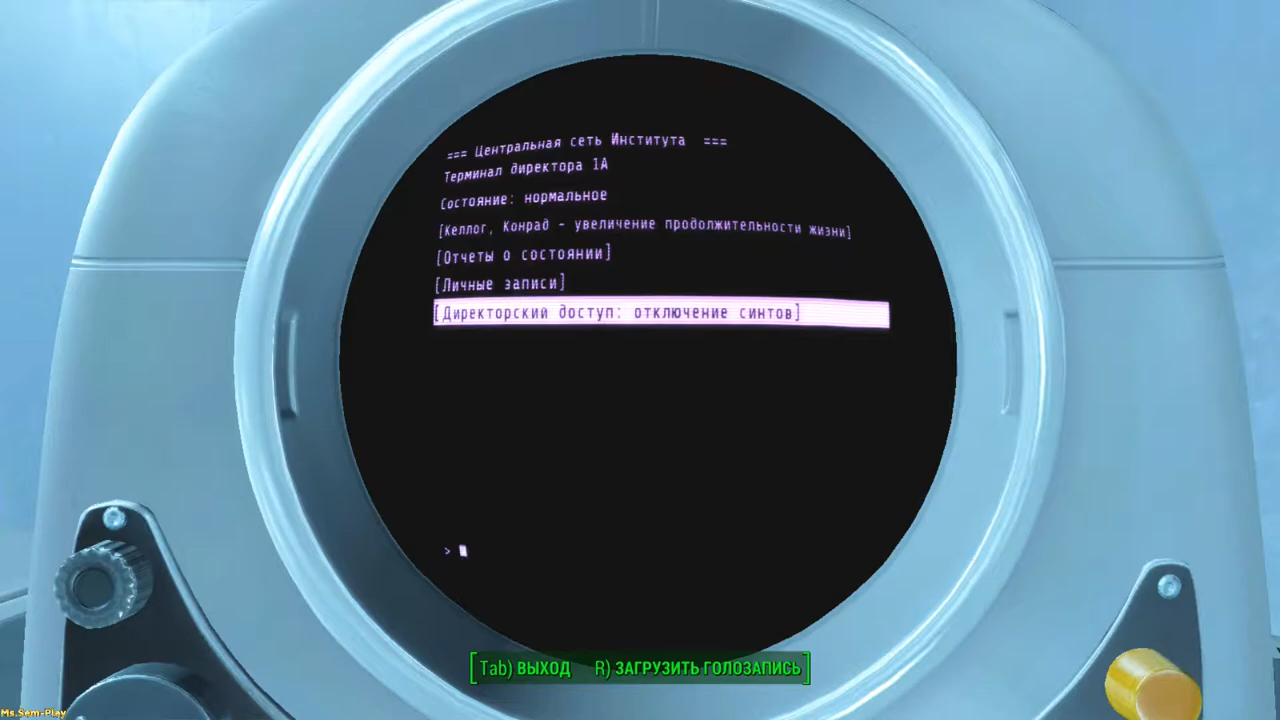 === Центральная сеть Института ===
Терминал директора 1А
Состояние: нормальное
[Келлог, Конрад - увеличение продолжительности жизни]
[Отчеты о состоянии]
[Личные записи]
[Директорский доступ: отключение синтов]
>
[Tab) ВЫХОД R) ЗАГРУЗИТЬ ГОЛОЗАПИСЬ]
Ms.Sem-Play